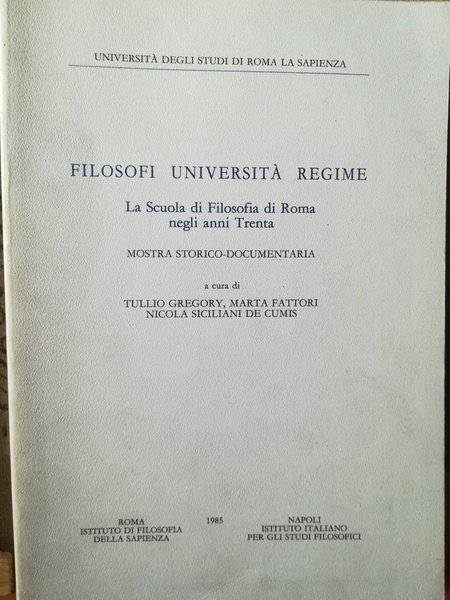 UNIVERSITÀ DEGLI STUDI DI ROMA LA SAPIENZA
FILOSOFI UNIVERSITÀ REGIME
La Scuola di Filosofia di Roma
negli anni Trenta
MOSTRA STORICO-DOCUMENTARIA
a cura di
TULLIO GREGORY, MARTA FATTORI
NICOLA SICILIANI DE CUMIS
ROMA
ISTITUTO DI FILOSOFIA
DELLA SAPIENZA
1985
NAPOLI
ISTITUTO ITALIANO
PER GLI STUDI FILOSOFICI